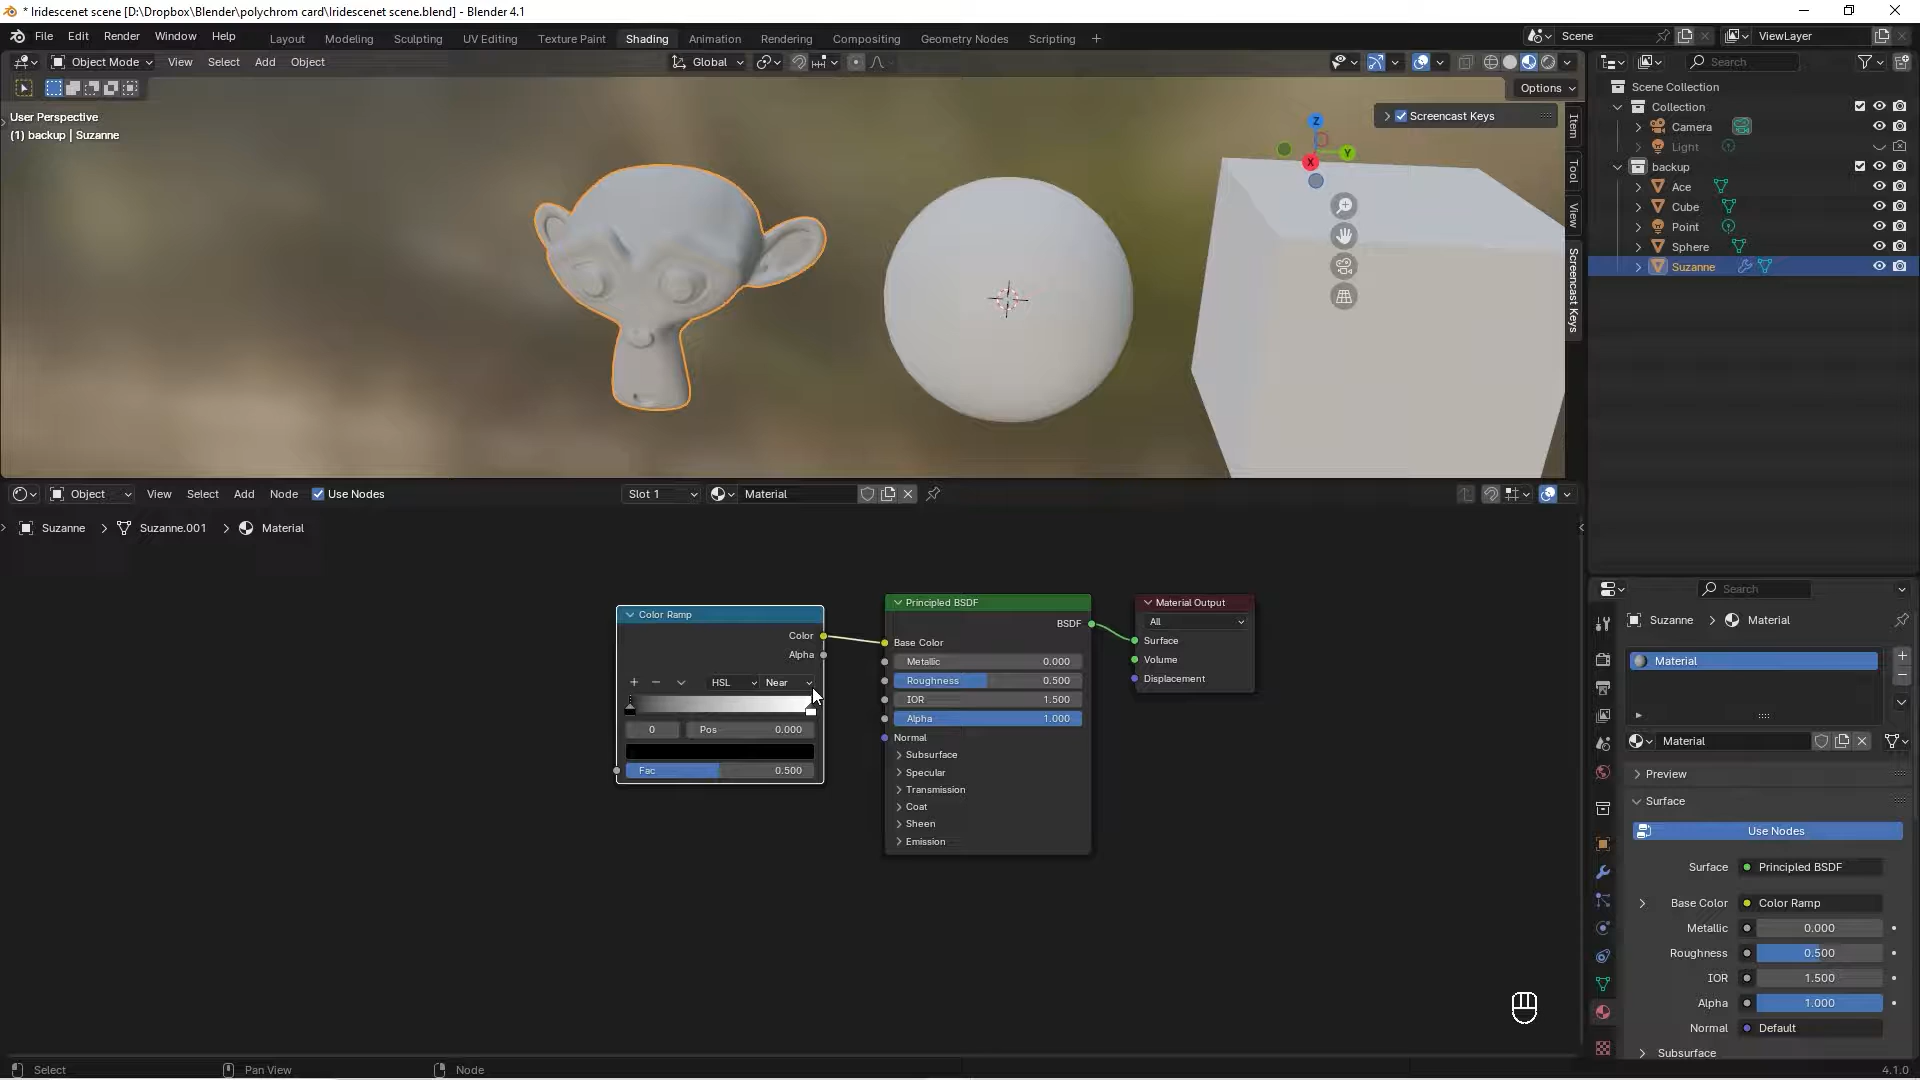 * Iridescenet scene [D:\Dropbox\Blender\polychrom card\Iridescenet scene.blend] - Blender 4.1
File Edit Render Window Help Layout Modeling Sculpting UV Editing Texture Paint Shading Animation Rendering Compositing Geometry Nodes Scripting + Scene ViewLayer
Object Mode View Select Add Object Global Search
Options
User Perspective
(1) backup | Suzanne
Screencast Keys
Z
Y
X
Item
Tool
View
Screencast Keys
Scene Collection
Collection
Camera
Light
backup
Ace
Cube
Point
Sphere
Suzanne
Object View Select Add Node Use Nodes Slot 1 Material
Suzanne > Suzanne.001 > Material
Color Ramp
Color
Alpha
HSL Near
0 Pos 0.000
Fac 0.500
Principled BSDF
BSDF
Base Color
Metallic 0.000
Roughness 0.500
IOR 1.500
Alpha 1.000
Normal
Subsurface
Specular
Transmission
Coat
Sheen
Emission
Material Output
All
Surface
Volume
Displacement
Search
Suzanne > Material
Material
Material
Preview
Surface
Use Nodes
Surface Principled BSDF
Base Color Color Ramp
Metallic 0.000
Roughness 0.500
IOR 1.500
Alpha 1.000
Normal Default
Subsurface
Select Pan View Node 4.1.0